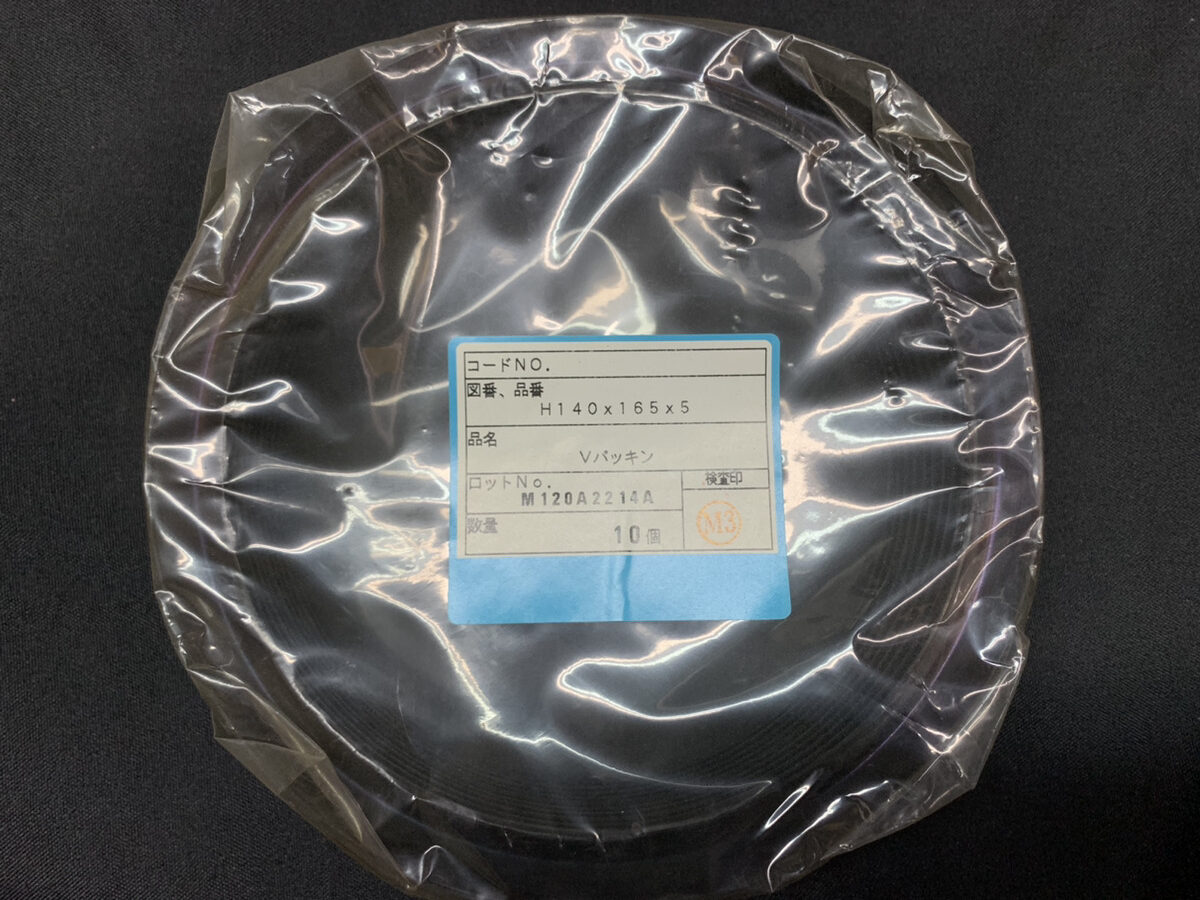 コードNO.
図番、品番
H140x165x5
品名
Vパッキン
ロットNo.
M120A2214A
検査印
数量
10個
M3